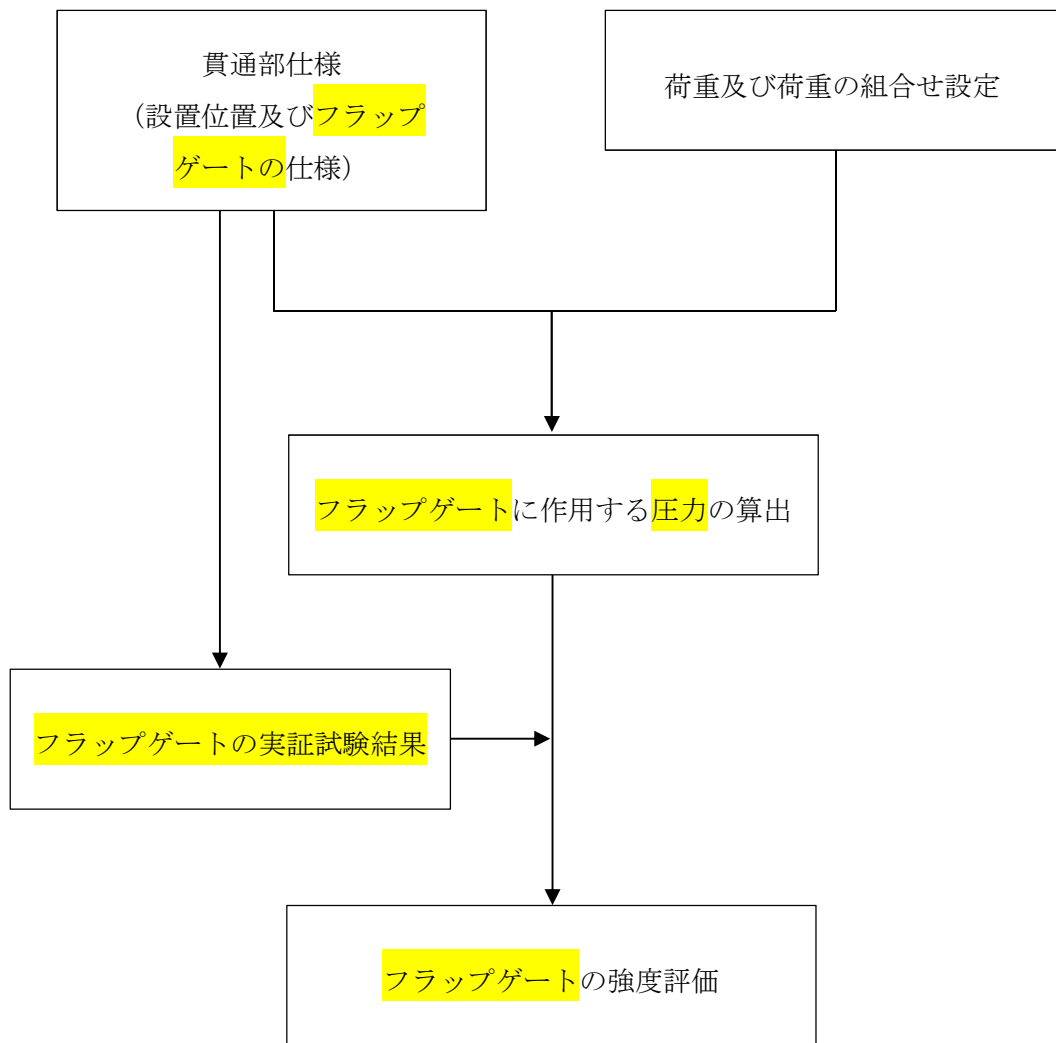 貫通部仕様
（設置位置及びフラップ
ゲートの仕様）
荷重及び荷重の組合せ設定
フラップゲートに作用する圧力の算出
フラップゲートの実証試験結果
フラップゲートの強度評価